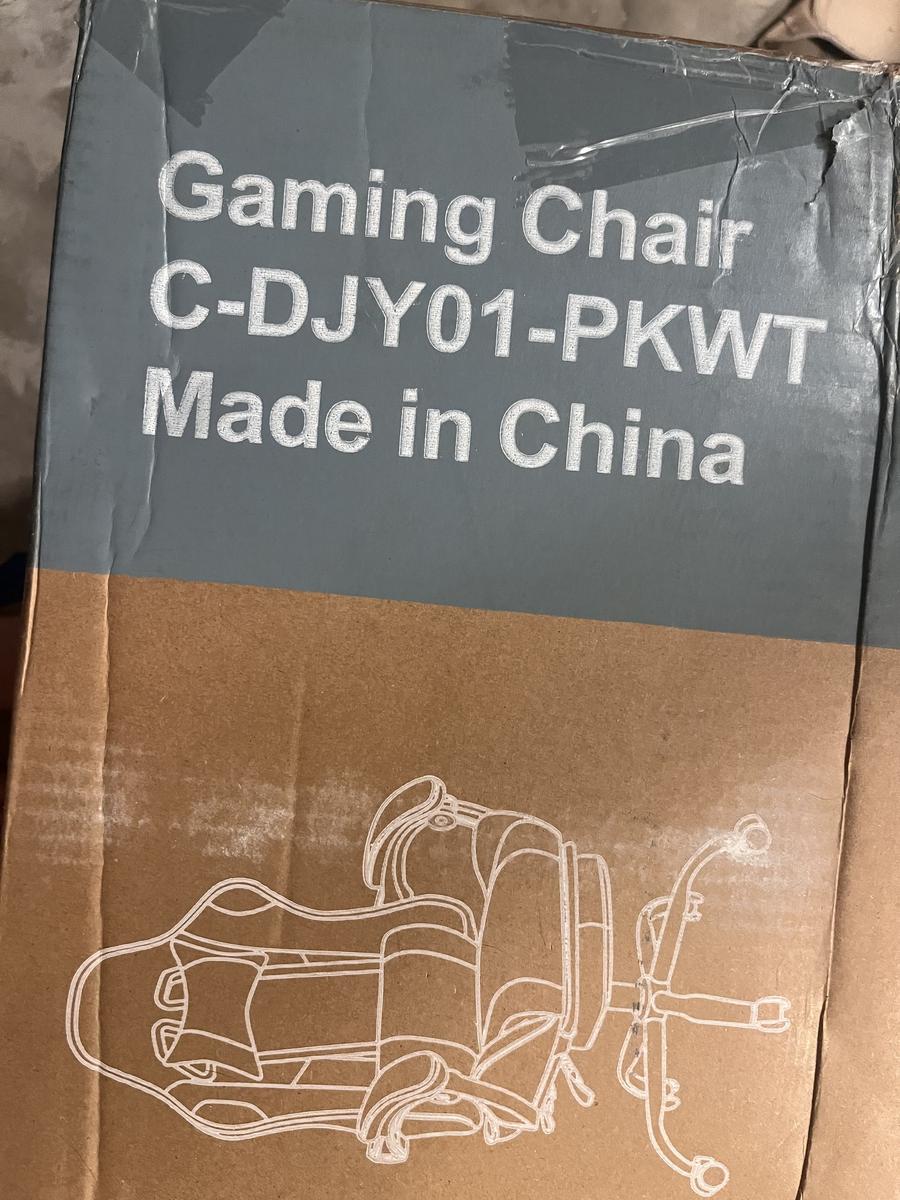 Gaming Chair
C-DJY01-PKWT
Made in China